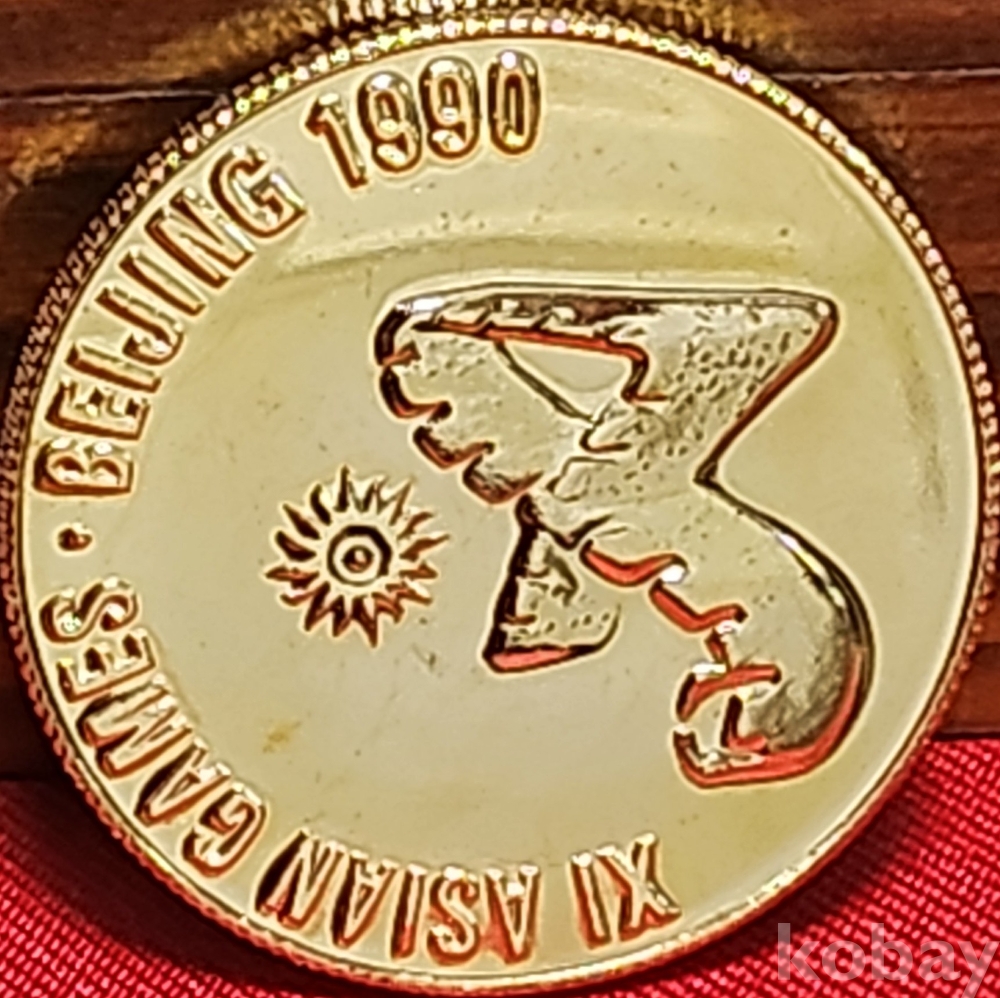 XI ASIAN GAMES · BEIJING 1990
kobay